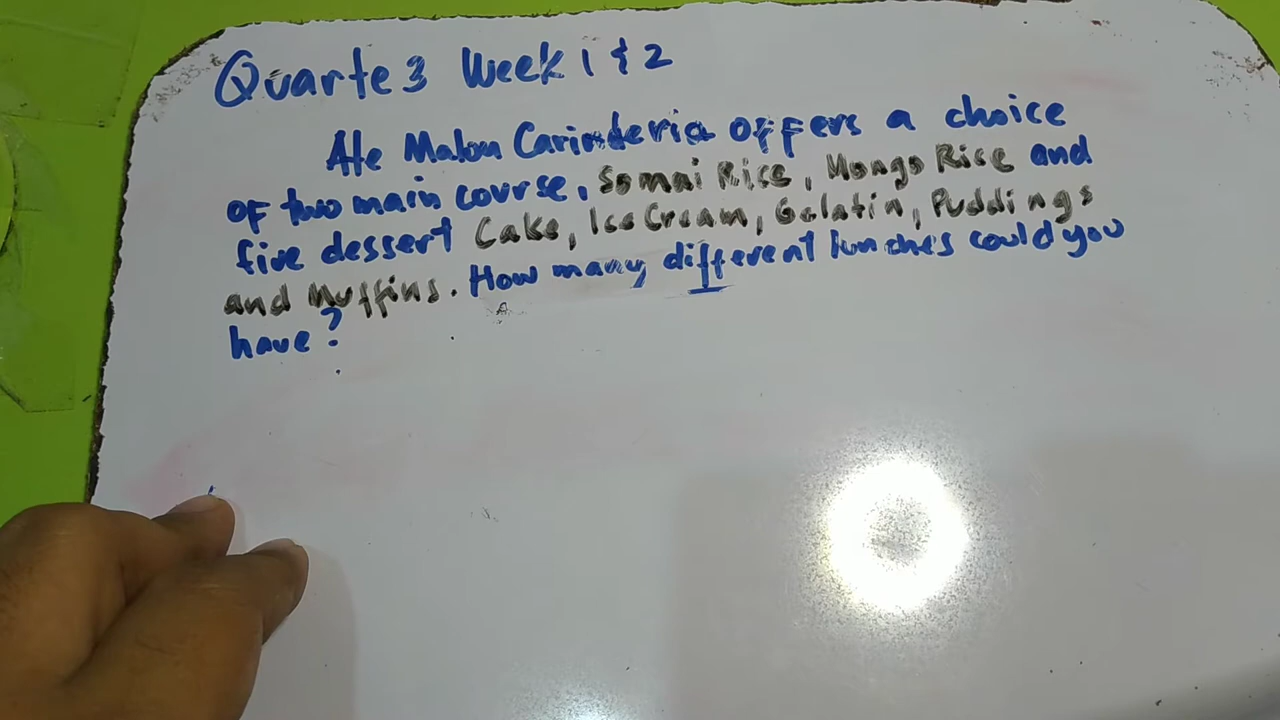 Quarte 3 Week 1 & 2
Ate Malou Carinderia offers a choice
of two main course, Somai Rice, Mongo Rice and
five dessert Cake, Ice Cream, Gelatin, Puddings
and Muffins. How many different lunches could you
have?